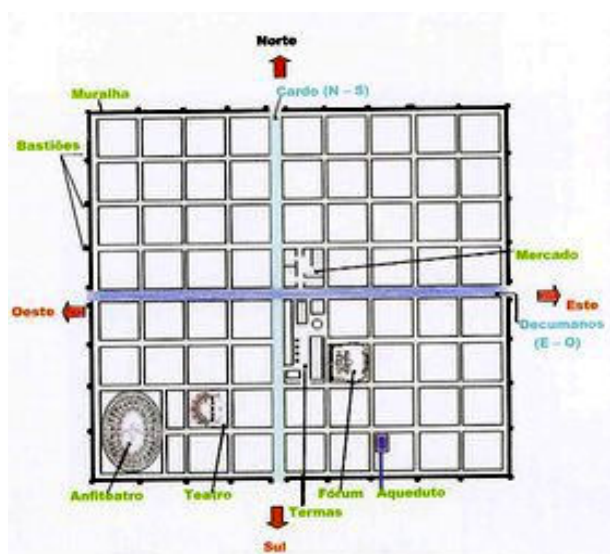 Norte
Cardo (N - S)
Muralha
Bastiões
Mercado
Oeste
Este
Decumanos
(E - O)
Anfiteatro
Teatro
Termas
Fórum
Aqueduto
Sul